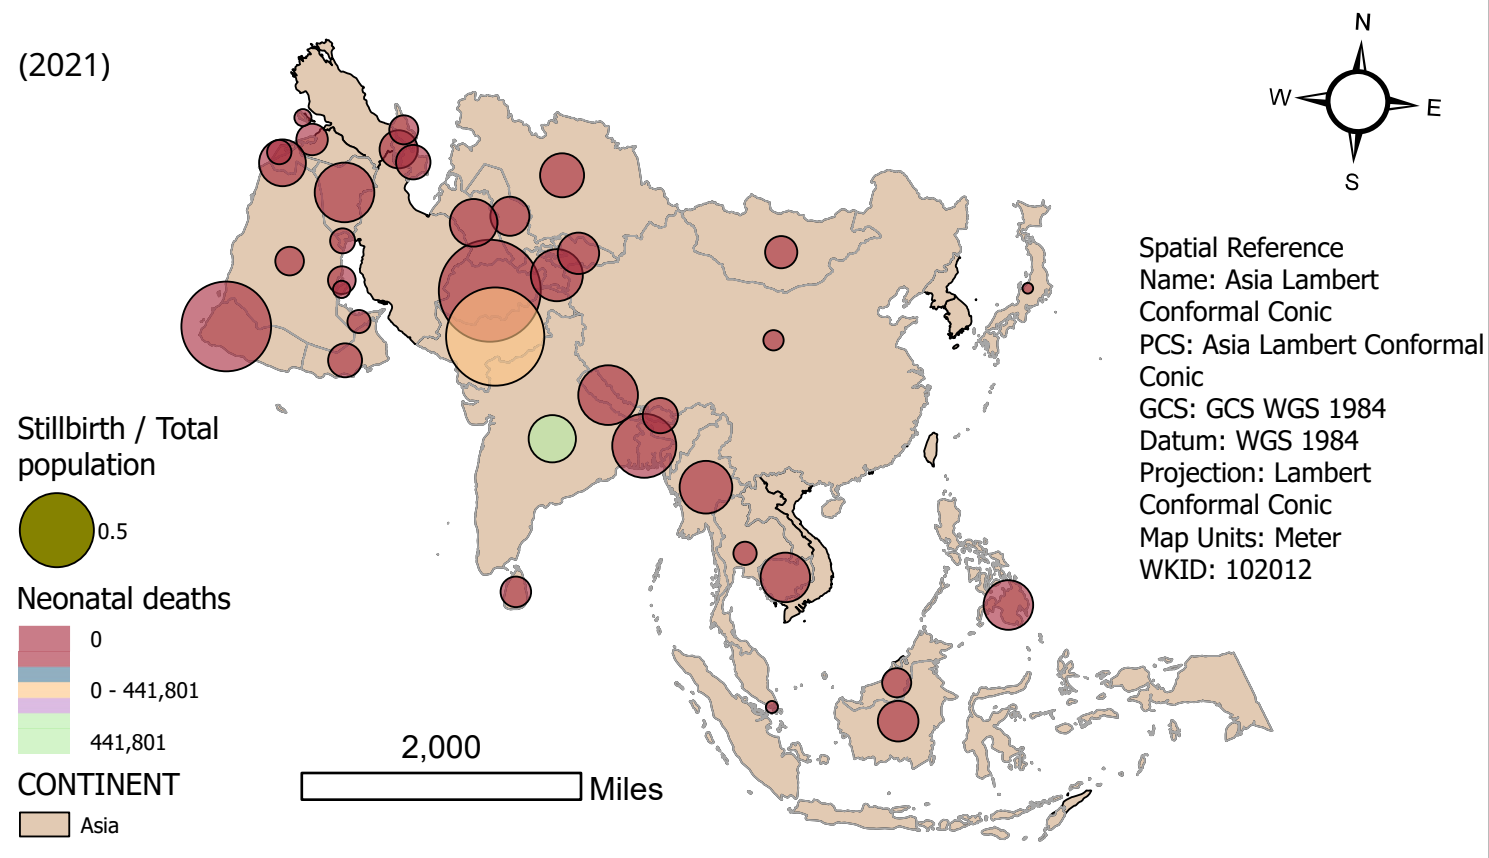 (2021)
N
W
E
S
Spatial Reference
Name: Asia Lambert
Conformal Conic
PCS: Asia Lambert Conformal
Conic
GCS: GCS WGS 1984
Datum: WGS 1984
Projection: Lambert
Conformal Conic
Map Units: Meter
WKID: 102012
Stillbirth / Total
population
0.5
Neonatal deaths
0
0 - 441,801
441,801
CONTINENT
Asia
2,000
Miles